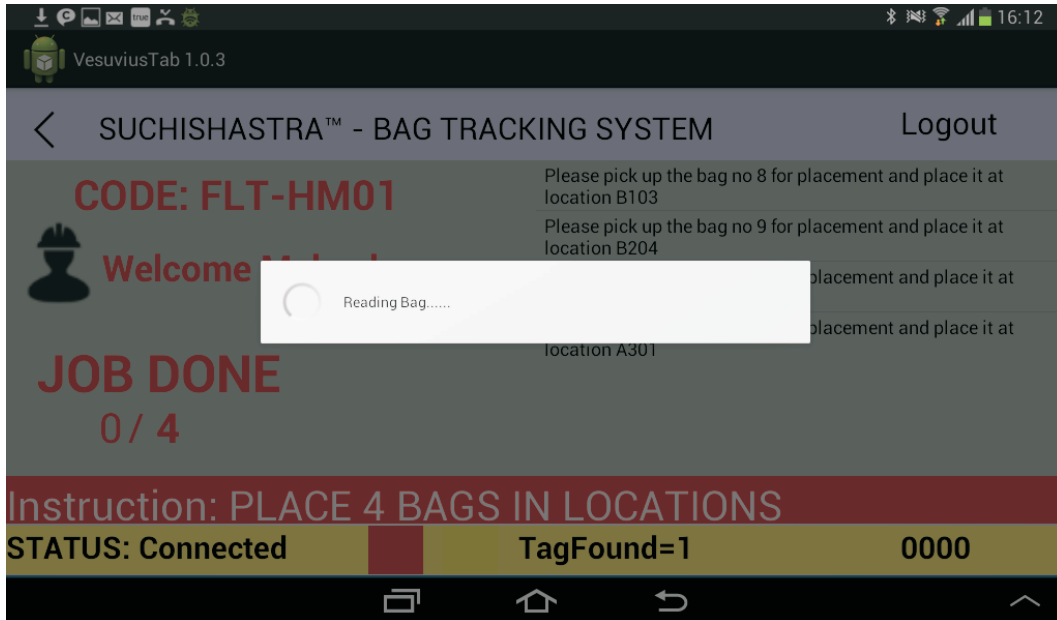 16:12
VesuviusTab 1.0.3
SUCHISHASTRA™ - BAG TRACKING SYSTEM
Logout
CODE: FLT-HM01
Welcome
JOB DONE
0/ 4
Please pick up the bag no 8 for placement and place it at
location B103
Please pick up the bag no 9 for placement and place it at
location B204
placement and place it at
placement and place it at
location A301
Reading Bag......
Instruction: PLACE 4 BAGS IN LOCATIONS
STATUS: Connected
TagFound=1
0000